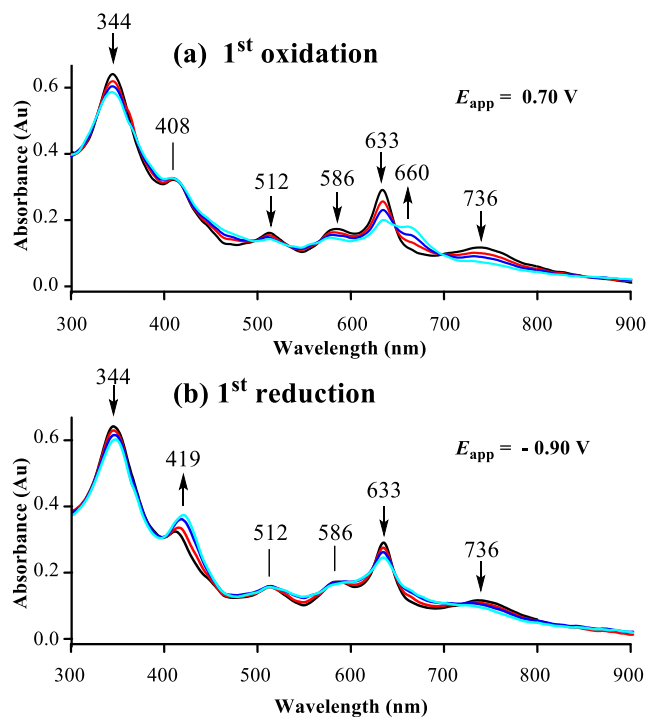 344
(a) 1st oxidation
0.6
Eapp = 0.70 V
408
633
660
0.4
512
586
736
Absorbance (Au)
0.2
0.0
300 400 500 600 700 800 900
Wavelength (nm)
344
(b) 1st reduction
0.6
Eapp = - 0.90 V
419
633
0.4
512
586
736
Absorbance (Au)
0.2
0.0
300 400 500 600 700 800 900
Wavelength (nm)